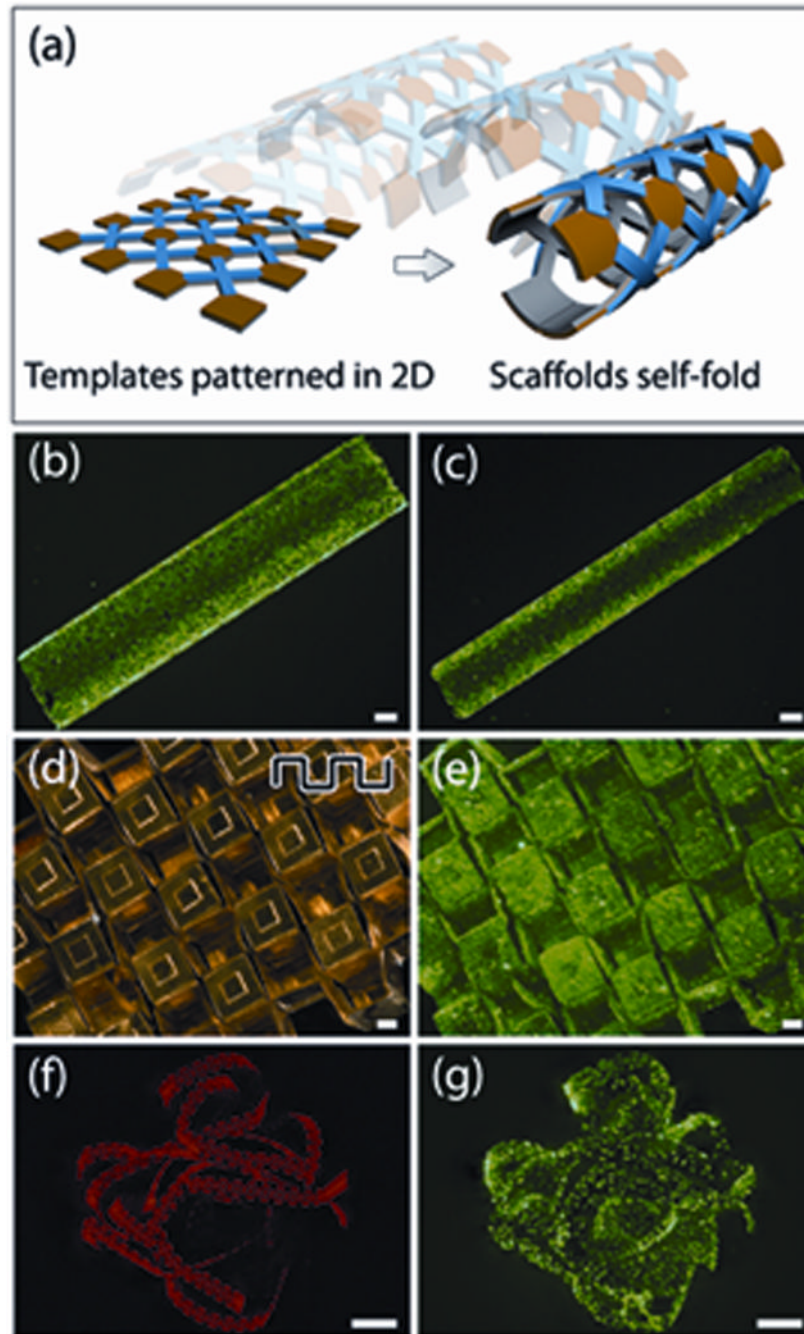 (a)
Templates patterned in 2D
Scaffolds self-fold
(b)
(c)
(d)
(e)
(f)
(g)